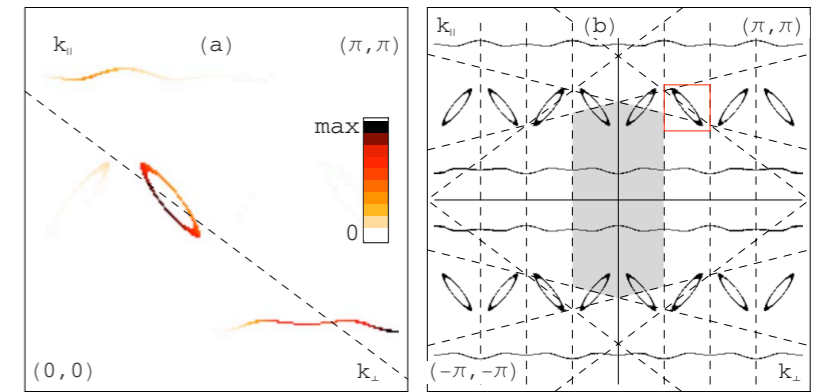 k∥ (a) (π,π)
max
0
(0,0) k⊥
k∥ (b) (π,π)
(-π,-π) k⊥